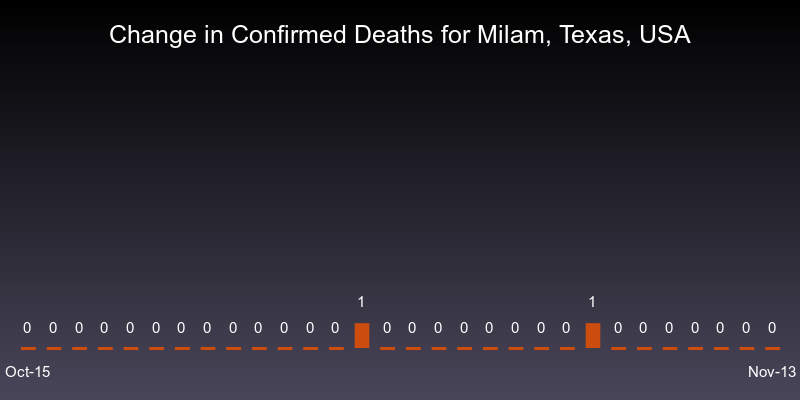 Change in Confirmed Deaths for Milam, Texas, USA
1 1
0 0 0 0 0 0 0 0 0 0 0 0 0 0 0 0 0 0 0 0 0 0 0 0 0 0 0 0
Oct-15 Nov-13